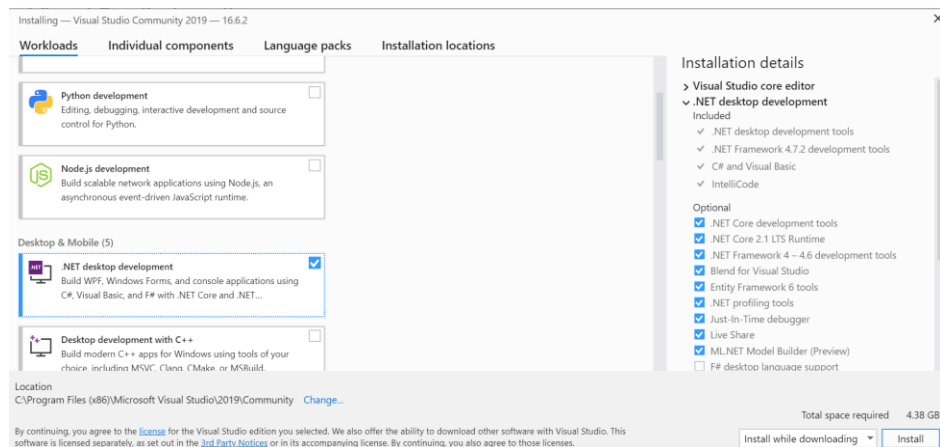 Installing — Visual Studio Community 2019 — 16.6.2
Workloads
Individual components
Language packs
Installation locations
Python development
Editing, debugging, interactive development and source
control for Python.
Node.js development
Build scalable network applications using Node.js, an
asynchronous event-driven JavaScript runtime.
Desktop & Mobile (5)
.NET desktop development
Build WPF, Windows Forms, and console applications using
C#, Visual Basic, and F# with .NET Core and .NET...
Desktop development with C++
Build modern C++ apps for Windows using tools of your
choice, including MSVC, Clang, CMake, or MSBuild.
Installation details
Visual Studio core editor
.NET desktop development
Included
.NET desktop development tools
.NET Framework 4.7.2 development tools
C# and Visual Basic
IntelliCode
Optional
.NET Core development tools
.NET Core 2.1 LTS Runtime
.NET Framework 4 – 4.6 development tools
Blend for Visual Studio
Entity Framework 6 tools
.NET profiling tools
Just-In-Time debugger
Live Share
ML.NET Model Builder (Preview)
F# desktop language support
Location
C:\Program Files (x86)\Microsoft Visual Studio\2019\Community Change...
By continuing, you agree to the license for the Visual Studio edition you selected. We also offer the ability to download other software with Visual Studio. This
software is licensed separately, as set out in the 3rd Party Notices or in its accompanying license. By continuing, you also agree to those licenses.
Total space required 4.38 GB
Install while downloading
Install